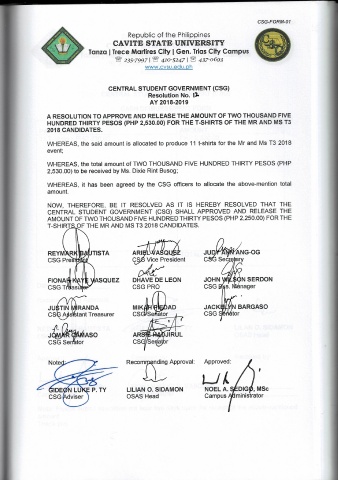 CSG-FORM-01
Republic of the Philippines
CAVITE STATE UNIVERSITY
Tanza | Trece Martires City | Gen. Trias City Campus
☏ 235-7997 | ☏ 410-5247 | ☏ 437-0693
www.cvsu.edu.ph
CENTRAL STUDENT GOVERNMENT (CSG)
Resolution No. 12
AY 2018-2019
A RESOLUTION TO APPROVE AND RELEASE THE AMOUNT OF TWO THOUSAND FIVE
HUNDRED THIRTY PESOS (PHP 2,530.00) FOR THE T-SHIRTS OF THE MR AND MS T3
2018 CANDIDATES.
WHEREAS, the said amount is allocated to produce 11 t-shirts for the Mr and Ms T3 2018
event;
WHEREAS, the total amount of TWO THOUSAND FIVE HUNDRED THIRTY PESOS (PHP
2,530.00) to be received by Ms. Dixie Rint Busog;
WHEREAS, it has been agreed by the CSG officers to allocate the above-mention total
amount.
NOW, THEREFORE, BE IT RESOLVED AS IT IS HEREBY RESOLVED THAT THE
CENTRAL STUDENT GOVERNMENT (CSG) SHALL APPROVED AND RELEASE THE
AMOUNT OF TWO THOUSAND FIVE HUNDRED THIRTY PESOS (PHP 2,250.00) FOR THE
T-SHIRTS OF THE MR AND MS T3 2018 CANDIDATES.
REYMARK BAUTISTA ARIEL VASQUEZ JUDY
CSG President CSG Vice President CSG Secretary
FIONAH KAYE VASQUEZ DHAVE DE LEON JOHN WILSON SERDON
CSG Treasurer CSG PRO CSG Bus. Manager
JUSTIN MIRANDA MIKAH PIEDAD JACKELYN BARGASO
CSG Assistant Treasurer CSG Senator CSG Senator
JOMAR DAMASO
CSG Senator CSG Senator
Noted: Recommending Approval: Approved:
GIDEON LUKE P. TY LILIAN O. SIDAMON NOEL A. SEDIGO, MSc
CSG Adviser OSAS Head Campus Administrator